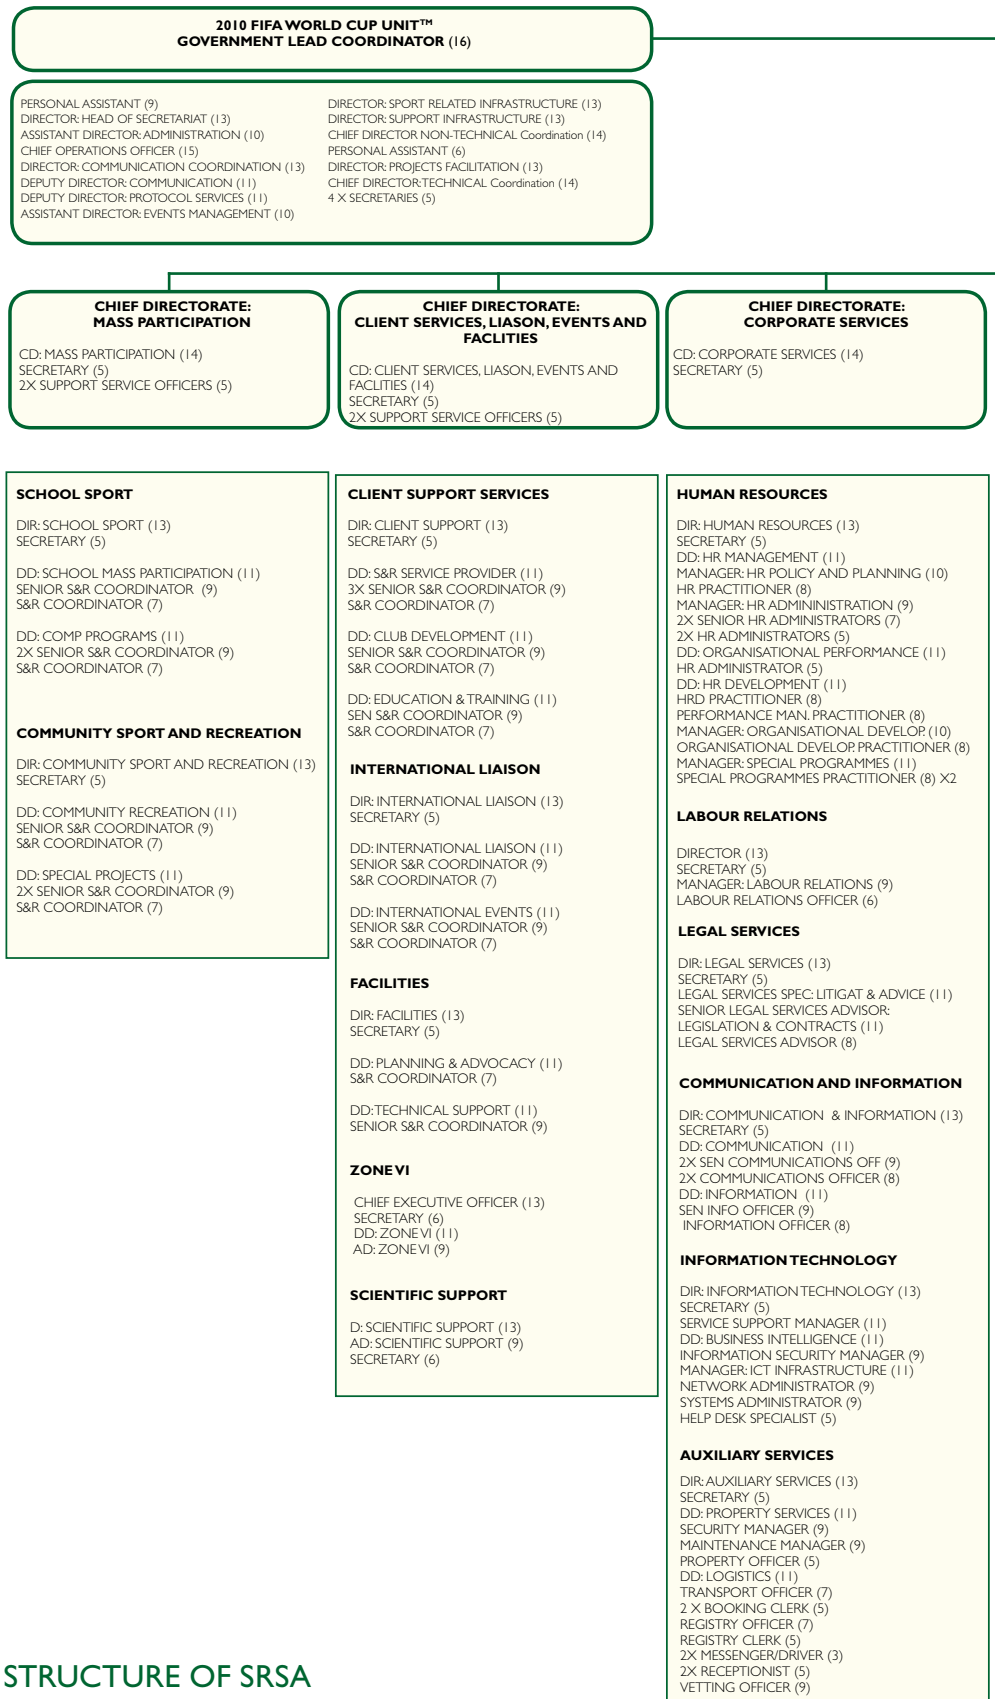 2010 FIFA WORLD CUP UNIT™
GOVERNMENT LEAD COORDINATOR (16)
PERSONAL ASSISTANT (9)
DIRECTOR: HEAD OF SECRETARIAT (13)
ASSISTANT DIRECTOR: ADMINISTRATION (10)
CHIEF OPERATIONS OFFICER (15)
DIRECTOR: COMMUNICATION COORDINATION (13)
DEPUTY DIRECTOR: COMMUNICATION (11)
DEPUTY DIRECTOR: PROTOCOL SERVICES (11)
ASSISTANT DIRECTOR: EVENTS MANAGEMENT (10)
DIRECTOR: SPORT RELATED INFRASTRUCTURE (13)
DIRECTOR: SUPPORT INFRASTRUCTURE (13)
CHIEF DIRECTOR NON-TECHNICAL Coordination (14)
PERSONAL ASSISTANT (6)
DIRECTOR: PROJECTS FACILITATION (13)
CHIEF DIRECTOR:TECHNICAL Coordination (14)
4 X SECRETARIES (5)
CHIEF DIRECTORATE:
MASS PARTICIPATION
CD: MASS PARTICIPATION (14)
SECRETARY (5)
2X SUPPORT SERVICE OFFICERS (5)
CHIEF DIRECTORATE:
CLIENT SERVICES, LIASON, EVENTS AND
FACLITIES
CD: CLIENT SERVICES, LIASON, EVENTS AND
FACLITIES (14)
SECRETARY (5)
2X SUPPORT SERVICE OFFICERS (5)
CHIEF DIRECTORATE:
CORPORATE SERVICES
CD: CORPORATE SERVICES (14)
SECRETARY (5)
SCHOOL SPORT
DIR: SCHOOL SPORT (13)
SECRETARY (5)
DD: SCHOOL MASS PARTICIPATION (11)
SENIOR S&R COORDINATOR (9)
S&R COORDINATOR (7)
DD: COMP PROGRAMS (11)
2X SENIOR S&R COORDINATOR (9)
S&R COORDINATOR (7)
COMMUNITY SPORT AND RECREATION
DIR: COMMUNITY SPORT AND RECREATION (13)
SECRETARY (5)
DD: COMMUNITY RECREATION (11)
SENIOR S&R COORDINATOR (9)
S&R COORDINATOR (7)
DD: SPECIAL PROJECTS (11)
2X SENIOR S&R COORDINATOR (9)
S&R COORDINATOR (7)
CLIENT SUPPORT SERVICES
DIR: CLIENT SUPPORT (13)
SECRETARY (5)
DD: S&R SERVICE PROVIDER (11)
3X SENIOR S&R COORDINATOR (9)
S&R COORDINATOR (7)
DD: CLUB DEVELOPMENT (11)
SENIOR S&R COORDINATOR (9)
S&R COORDINATOR (7)
DD: EDUCATION & TRAINING (11)
SEN S&R COORDINATOR (9)
S&R COORDINATOR (7)
INTERNATIONAL LIAISON
DIR: INTERNATIONAL LIAISON (13)
SECRETARY (5)
DD: INTERNATIONAL LIAISON (11)
SENIOR S&R COORDINATOR (9)
S&R COORDINATOR (7)
DD: INTERNATIONAL EVENTS (11)
SENIOR S&R COORDINATOR (9)
S&R COORDINATOR (7)
FACILITIES
DIR: FACILITIES (13)
SECRETARY (5)
DD: PLANNING & ADVOCACY (11)
S&R COORDINATOR (7)
DD: TECHNICAL SUPPORT (11)
SENIOR S&R COORDINATOR (9)
ZONE VI
CHIEF EXECUTIVE OFFICER (13)
SECRETARY (6)
DD: ZONE VI (11)
AD: ZONE VI (9)
SCIENTIFIC SUPPORT
D: SCIENTIFIC SUPPORT (13)
AD: SCIENTIFIC SUPPORT (9)
SECRETARY (6)
HUMAN RESOURCES
DIR: HUMAN RESOURCES (13)
SECRETARY (5)
DD: HR MANAGEMENT (11)
MANAGER: HR POLICY AND PLANNING (10)
HR PRACTITIONER (8)
MANAGER: HR ADMININISTRATION (9)
2X SENIOR HR ADMINISTRATORS (7)
2X HR ADMINISTRATORS (5)
DD: ORGANISATIONAL PERFORMANCE (11)
HR ADMINISTRATOR (5)
DD: HR DEVELOPMENT (11)
HRD PRACTITIONER (8)
PERFORMANCE MAN. PRACTITIONER (8)
MANAGER: ORGANISATIONAL DEVELOP. (10)
ORGANISATIONAL DEVELOP. PRACTITIONER (8)
MANAGER: SPECIAL PROGRAMMES (11)
SPECIAL PROGRAMMES PRACTITIONER (8) X2
LABOUR RELATIONS
DIRECTOR (13)
SECRETARY (5)
MANAGER: LABOUR RELATIONS (9)
LABOUR RELATIONS OFFICER (6)
LEGAL SERVICES
DIR: LEGAL SERVICES (13)
SECRETARY (5)
LEGAL SERVICES SPEC: LITIGAT & ADVICE (11)
SENIOR LEGAL SERVICES ADVISOR:
LEGISLATION & CONTRACTS (11)
LEGAL SERVICES ADVISOR (8)
COMMUNICATION AND INFORMATION
DIR: COMMUNICATION & INFORMATION (13)
SECRETARY (5)
DD: COMMUNICATION (11)
2X SEN COMMUNICATIONS OFF (9)
2X COMMUNICATIONS OFFICER (8)
DD: INFORMATION (11)
SEN INFO OFFICER (9)
INFORMATION OFFICER (8)
INFORMATION TECHNOLOGY
DIR: INFORMATION TECHNOLOGY (13)
SECRETARY (5)
SERVICE SUPPORT MANAGER (11)
DD: BUSINESS INTELLIGENCE (11)
INFORMATION SECURITY MANAGER (9)
MANAGER: ICT INFRASTRUCTURE (11)
NETWORK ADMINISTRATOR (9)
SYSTEMS ADMINISTRATOR (9)
HELP DESK SPECIALIST (5)
AUXILIARY SERVICES
DIR: AUXILIARY SERVICES (13)
SECRETARY (5)
DD: PROPERTY SERVICES (11)
SECURITY MANAGER (9)
MAINTENANCE MANAGER (9)
PROPERTY OFFICER (5)
DD: LOGISTICS (11)
TRANSPORT OFFICER (7)
2 X BOOKING CLERK (5)
REGISTRY OFFICER (7)
REGISTRY CLERK (5)
2X MESSENGER/DRIVER (3)
2X RECEPTIONIST (5)
VETTING OFFICER (9)
STRUCTURE OF SRSA